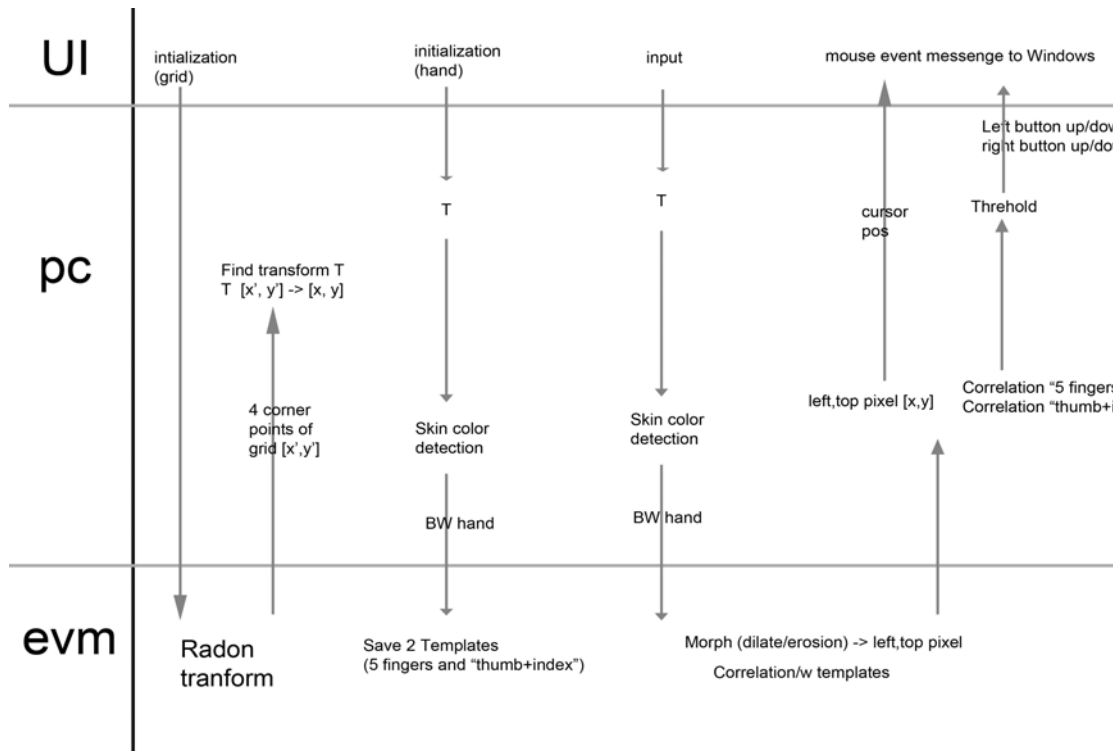 UI
intialization
(grid)
initialization
(hand)
input
mouse event messenge to Windows
Left button up/dow
right button up/dow
pc
T
T
cursor
pos
Threhold
Find transform T
T [x', y'] -> [x, y]
4 corner
points of
grid [x',y']
Skin color
detection
Skin color
detection
left,top pixel [x,y]
Correlation “5 fingers
Correlation “thumb+i
BW hand
BW hand
evm
Radon
tranform
Save 2 Templates
(5 fingers and “thumb+index”)
Morph (dilate/erosion) -> left,top pixel
Correlation/w templates